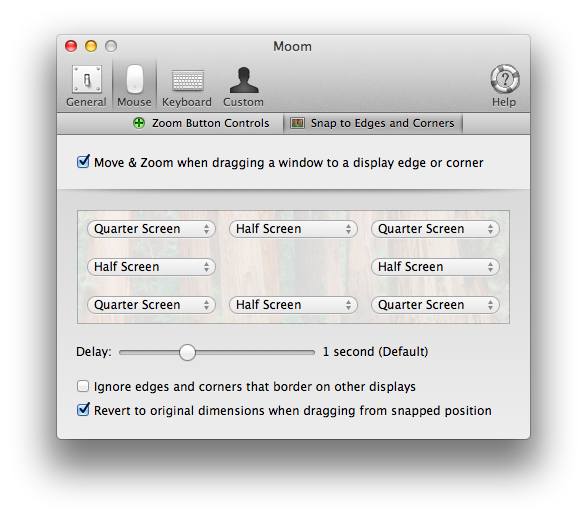 Moom
General Mouse Keyboard Custom Help
Zoom Button Controls Snap to Edges and Corners
Move & Zoom when dragging a window to a display edge or corner
Quarter Screen Half Screen Quarter Screen
Half Screen Half Screen
Quarter Screen Half Screen Quarter Screen
Delay: 1 second (Default)
Ignore edges and corners that border on other displays
Revert to original dimensions when dragging from snapped position